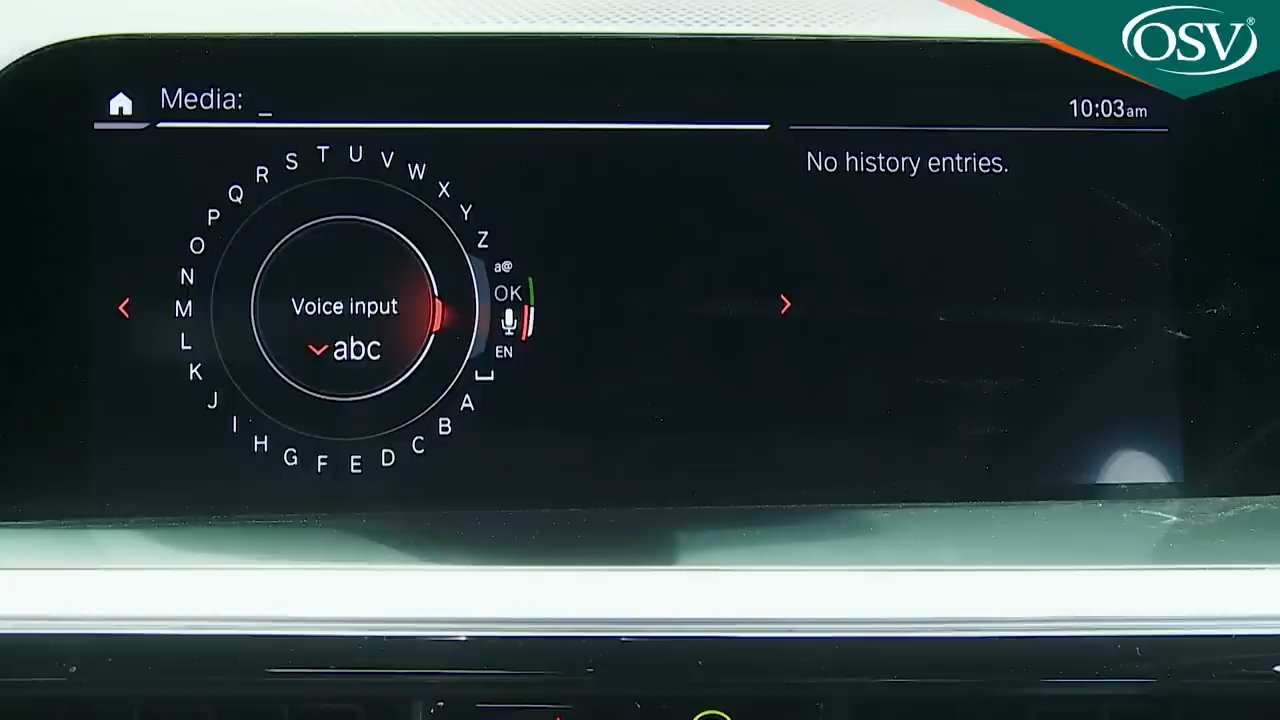 OSV®
Media: _
10:03am
No history entries.
S T U V W X Y Z
a@
OK
EN
Voice input
abc
R Q P O N M L K J I H G F E D C B A